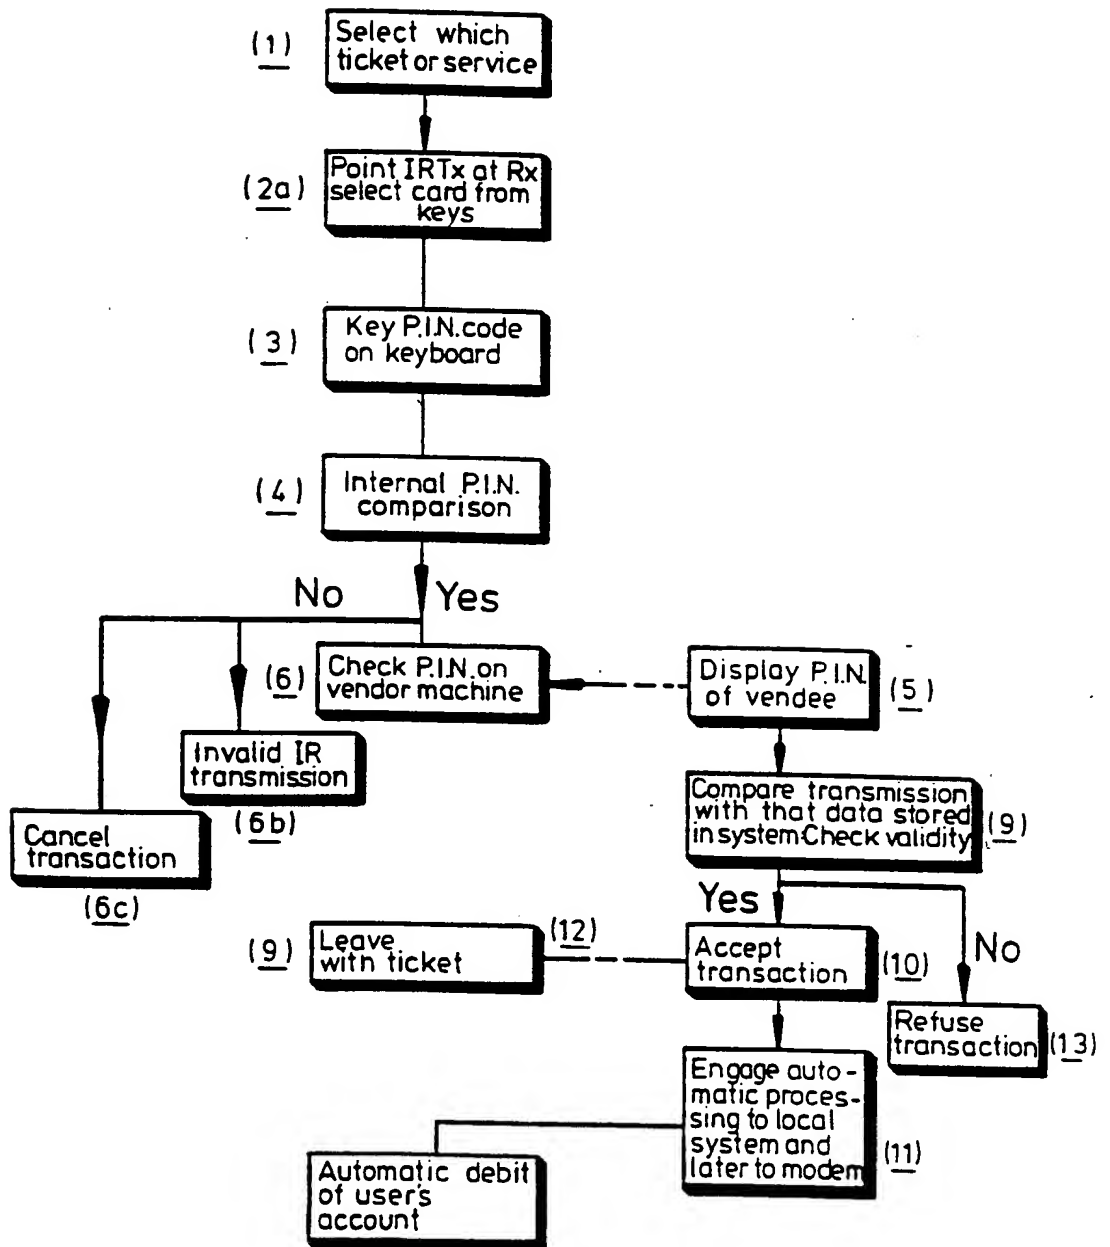 (1)
Select which
ticket or service
(2a)
Point IRTx at Rx
select card from
keys
(3)
Key P.I.N. code
on keyboard
(4)
Internal P.I.N.
comparison
No
Yes
(6)
Check P.I.N. on
vendor machine
Display P.I.N.
of vendee
(5)
Invalid IR
transmission
(6b)
Cancel
transaction
(6c)
Compare transmission
with that data stored
in system. Check validity
(9)
Yes
No
(9)
Leave
with ticket
(12)
Accept
transaction
(10)
Refuse
transaction
(13)
Engage auto-
matic proces-
sing to local
system and
later to modem
(11)
Automatic debit
of user's
account